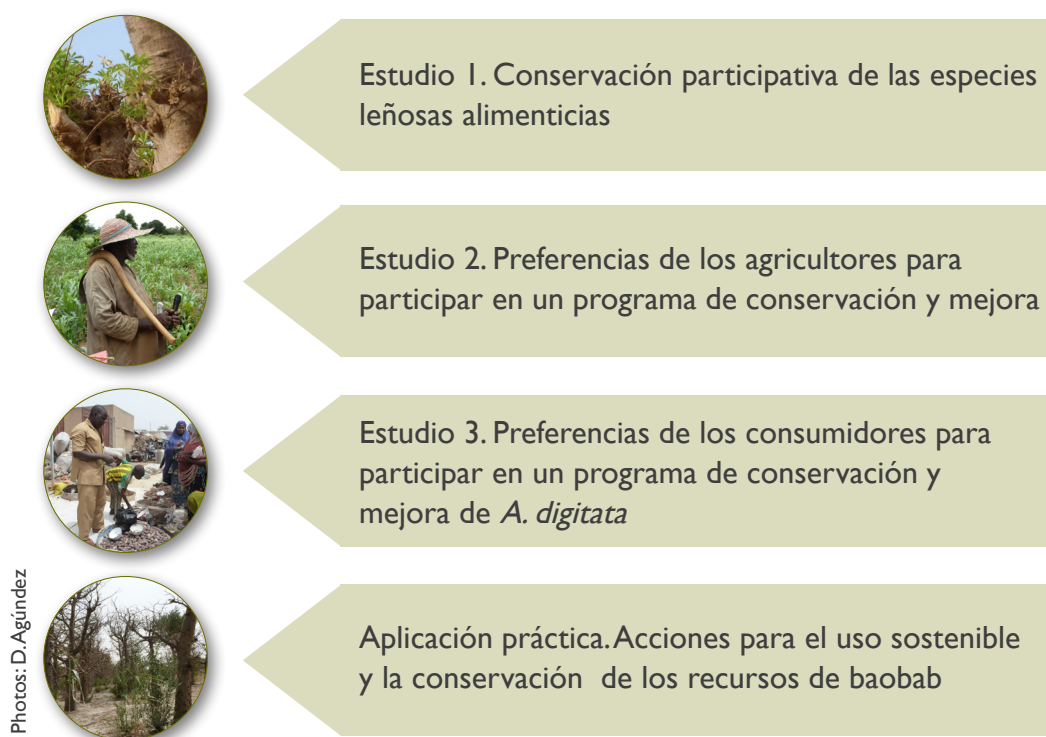 Estudio 1. Conservación participativa de las especies
leñosas alimenticias
Estudio 2. Preferencias de los agricultores para
participar en un programa de conservación y mejora
Estudio 3. Preferencias de los consumidores para
participar en un programa de conservación y
mejora de A. digitata
Aplicación práctica. Acciones para el uso sostenible
y la conservación de los recursos de baobab
Photos: D. Agúndez